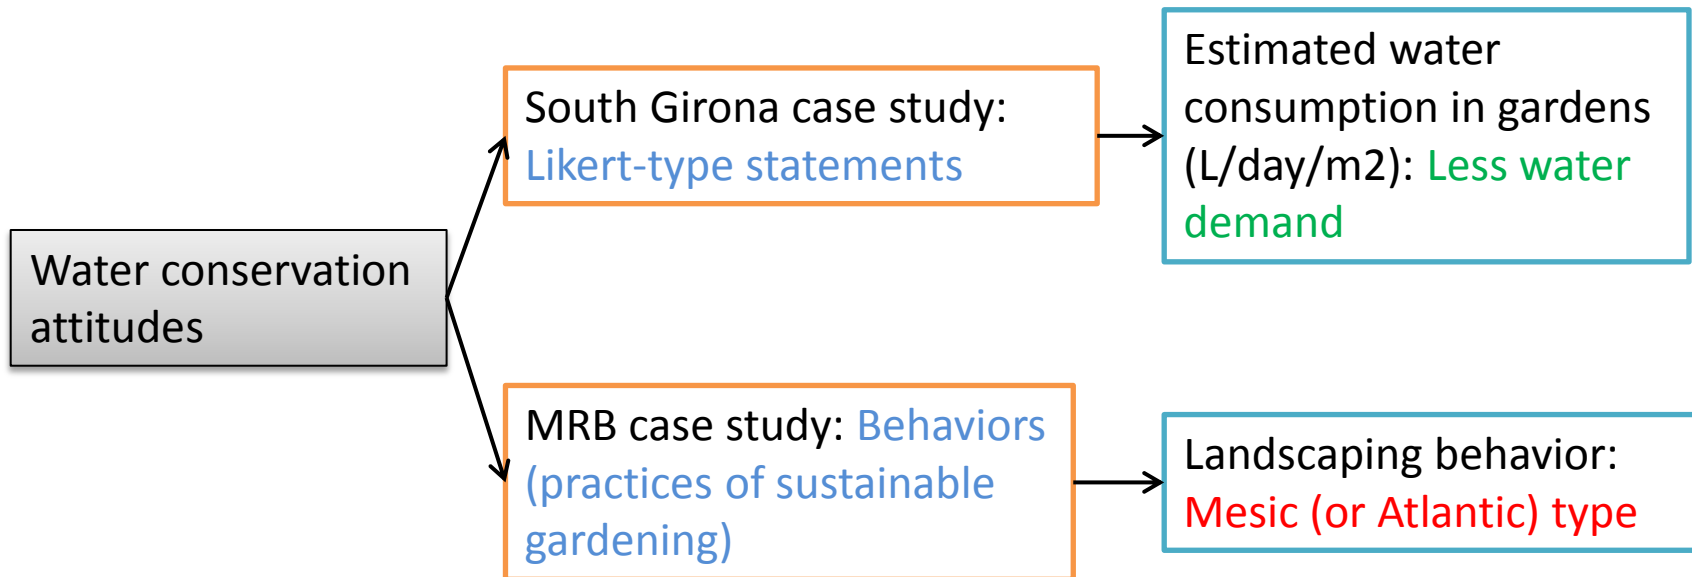 Water conservation
attitudes
South Girona case study:
Likert-type statements
Estimated water
consumption in gardens
(L/day/m2): Less water
demand
MRB case study: Behaviors
(practices of sustainable
gardening)
Landscaping behavior:
Mesic (or Atlantic) type